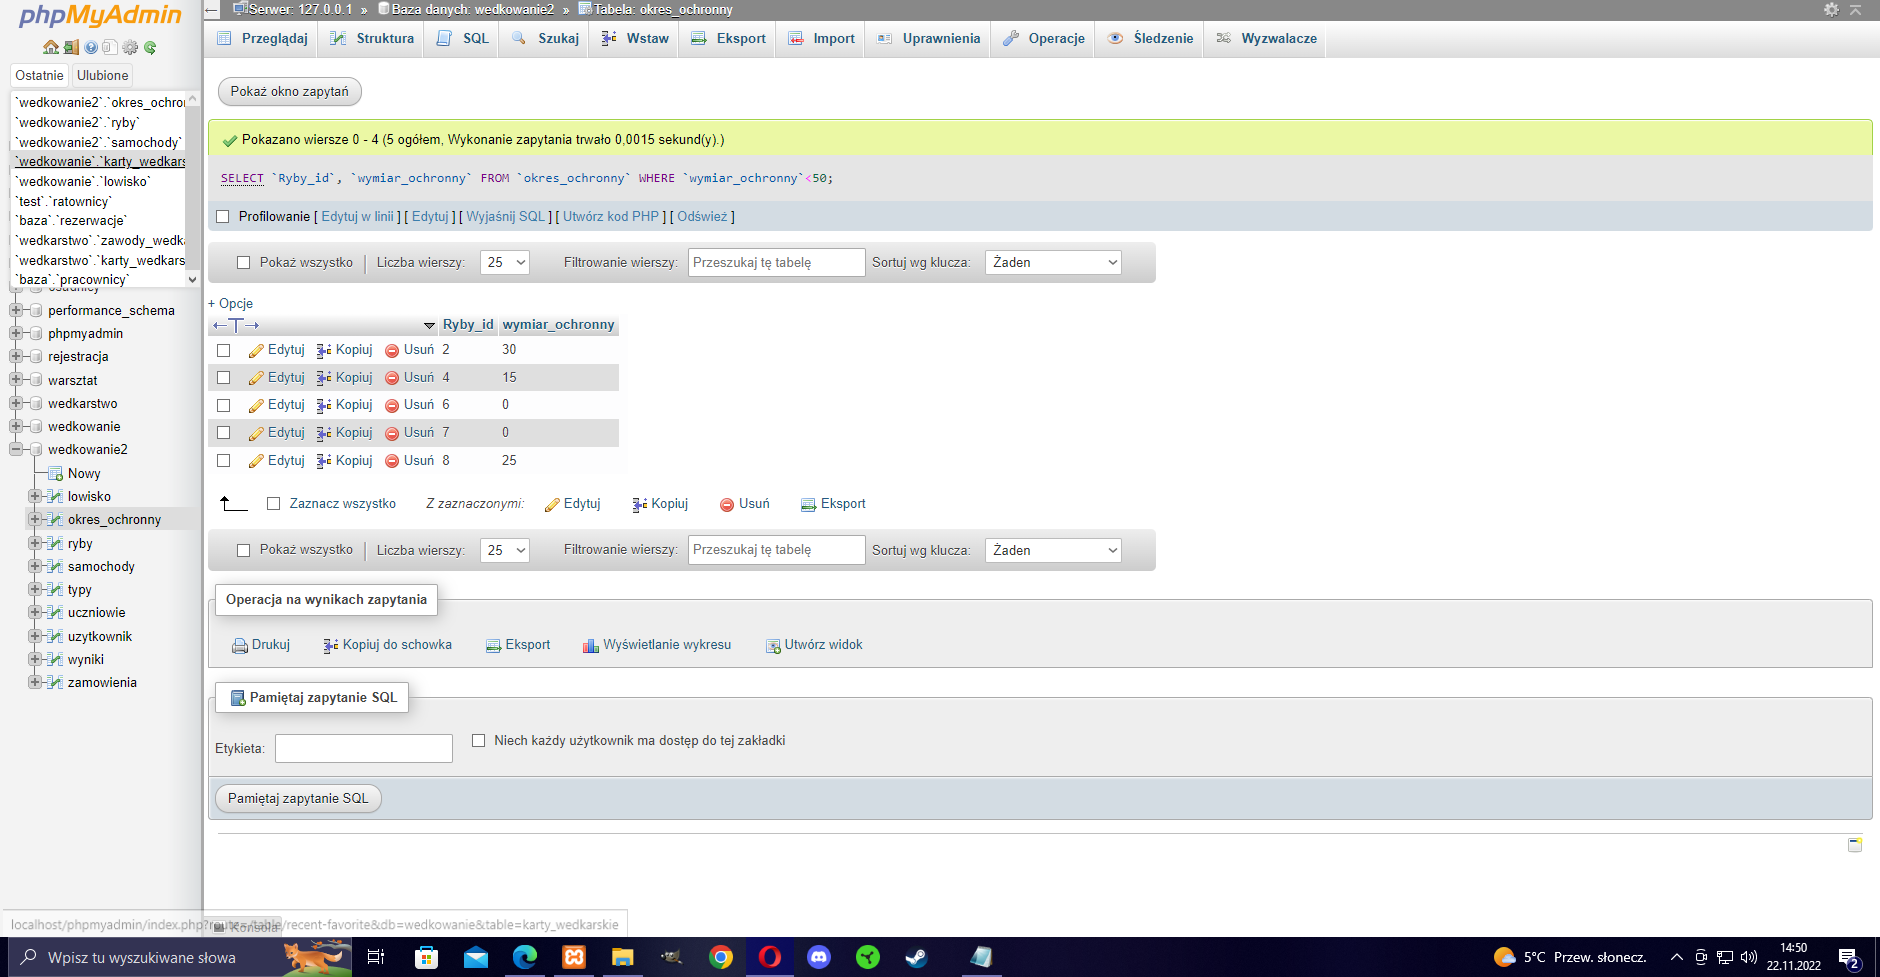 phpMyAdmin
Ostatnie Ulubione
`wedkowanie2`.`okres_ochro
`wedkowanie2`.`ryby`
`wedkowanie2`.`samochody`
`wedkowanie`.`karty_wedkars
`wedkowanie`.`lowisko`
`test`.`ratownicy`
`baza`.`rezerwacje`
`wedkarstwo`.`zawody_wedka
`wedkarstwo`.`karty_wedkars
`baza`.`pracownicy`
performance_schema
phpmyadmin
rejestracja
warsztat
wedkarstwo
wedkowanie
wedkowanie2
Nowy
lowisko
okres_ochronny
ryby
samochody
typy
uczniowie
uzytkownik
wyniki
zamowienia
Serwer: 127.0.0.1 » Baza danych: wedkowanie2 » Tabela: okres_ochronny
Przeglądaj Struktura SQL Szukaj Wstaw Eksport Import Uprawnienia Operacje Śledzenie Wyzwalacze
Pokaż okno zapytań
Pokazano wiersze 0 - 4 (5 ogółem, Wykonanie zapytania trwało 0,0015 sekund(y).)
SELECT `Ryby_id`, `wymiar_ochronny` FROM `okres_ochronny` WHERE `wymiar_ochronny`<50;
Profilowanie [ Edytuj w linii ] [ Edytuj ] [ Wyjaśnij SQL ] [ Utwórz kod PHP ] [ Odśwież ]
Pokaż wszystko | Liczba wierszy: 25 Filtrowanie wierszy: Przeszukaj tę tabelę Sortuj wg klucza: Żaden
+ Opcje
←T→ Ryby_id wymiar_ochronny
Edytuj Kopiuj Usuń 2 30
Edytuj Kopiuj Usuń 4 15
Edytuj Kopiuj Usuń 6 0
Edytuj Kopiuj Usuń 7 0
Edytuj Kopiuj Usuń 8 25
Zaznacz wszystko Z zaznaczonymi: Edytuj Kopiuj Usuń Eksport
Pokaż wszystko | Liczba wierszy: 25 Filtrowanie wierszy: Przeszukaj tę tabelę Sortuj wg klucza: Żaden
Operacja na wynikach zapytania
Drukuj Kopiuj do schowka Eksport Wyświetlanie wykresu Utwórz widok
Pamiętaj zapytanie SQL
Etykieta: Niech każdy użytkownik ma dostęp do tej zakładki
Pamiętaj zapytanie SQL
localhost/phpmyadmin/index.php?route=/table/recent-favorite&db=wedkowanie&table=karty_wedkarskie
Konsola
Wpisz tu wyszukiwane słowa
5°C Przew. słonecz.
14:50
22.11.2022
2